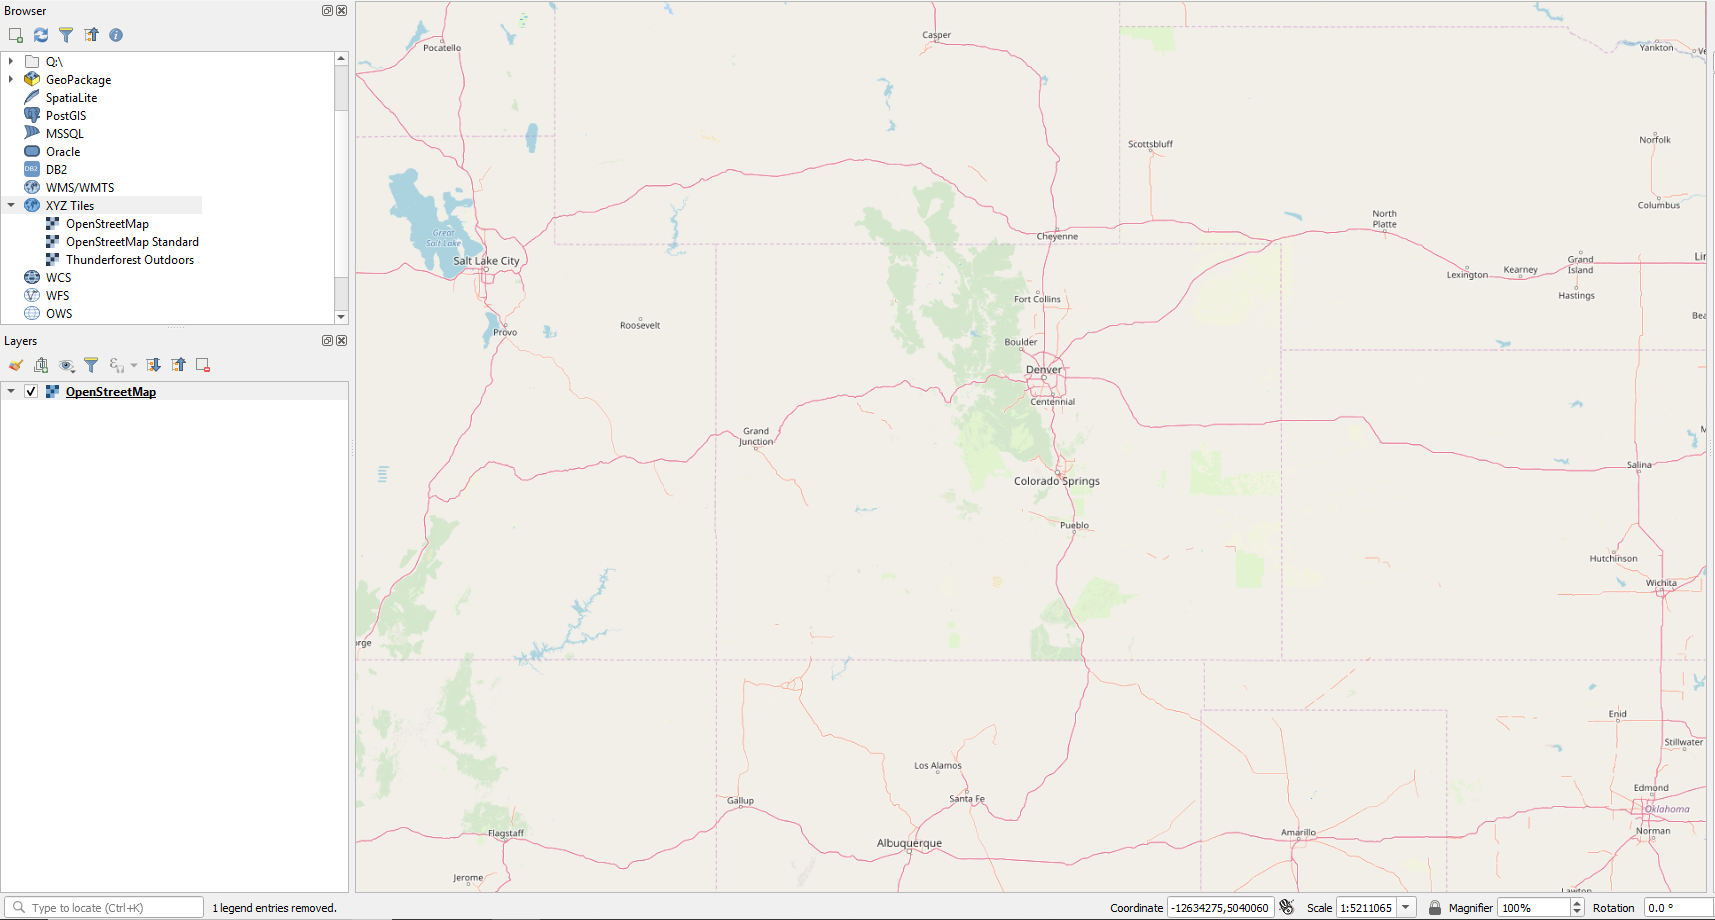 Browser
Q:\
GeoPackage
SpatiaLite
PostGIS
MSSQL
Oracle
DB2
DB2
WMS/WMTS
XYZ Tiles
OpenStreetMap
OpenStreetMap Standard
Thunderforest Outdoors
WCS
WFS
OWS
Layers
OpenStreetMap
Pocatello
Casper
Yankton
Scottsbluff
Norfolk
Columbus
North
Platte
Great
Salt Lake
Cheyenne
Salt Lake City
Grand
Island
Lexington
Kearney
Hastings
Fort Collins
Roosevelt
Provo
Boulder
Denver
Centennial
Grand
Junction
Salina
Colorado Springs
Pueblo
Hutchinson
Wichita
Enid
Stillwater
Los Alamos
Edmond
Santa Fe
Gallup
Oklahoma
Flagstaff
Amarillo
Norman
Albuquerque
Jerome
Type to locate (Ctrl+K)
1 legend entries removed.
Coordinate -12634275,5040060
Scale 1:5211065
Magnifier 100%
Rotation 0.0 °